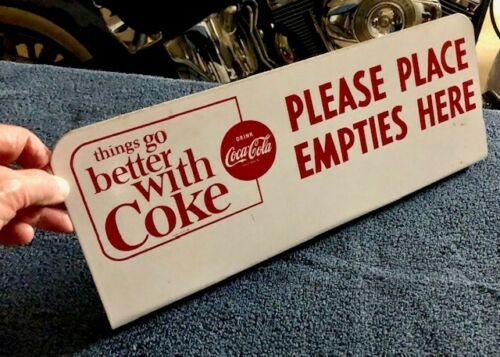 things go
better
with
Coke
DRINK
Coca-Cola
PLEASE PLACE
EMPTIES HERE